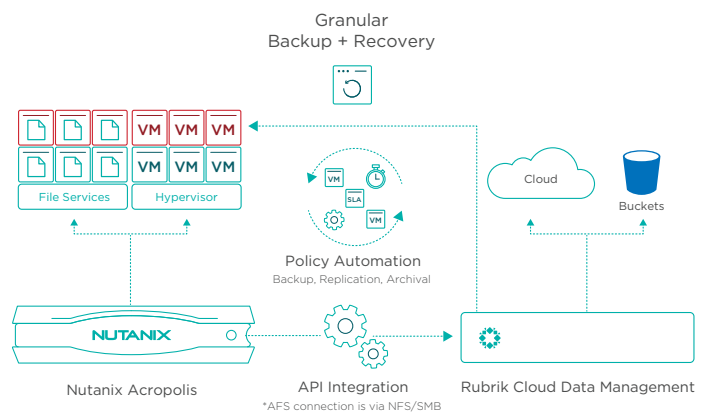 Granular
Backup + Recovery
VM VM VM
VM VM VM
File Services
Hypervisor
VM
SLA
VM
Cloud
Buckets
Policy Automation
Backup, Replication, Archival
NUTANIX
Nutanix Acropolis
API Integration
*AFS connection is via NFS/SMB
Rubrik Cloud Data Management